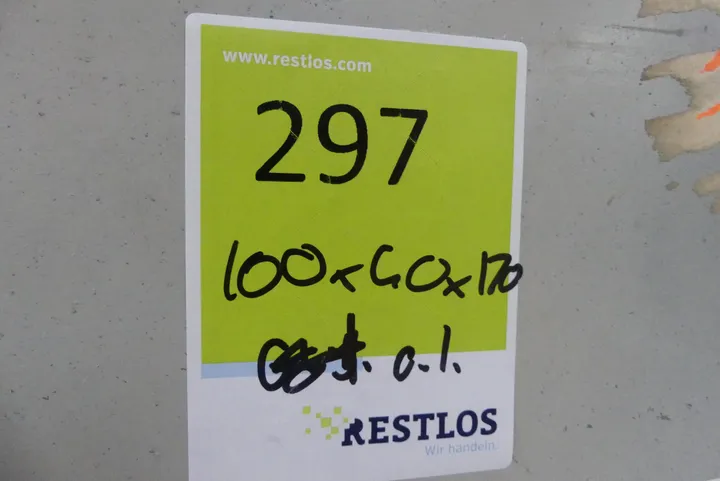 www.restlos.com
297
100x60x170
o.l.
RESTLOS
Wir handeln.